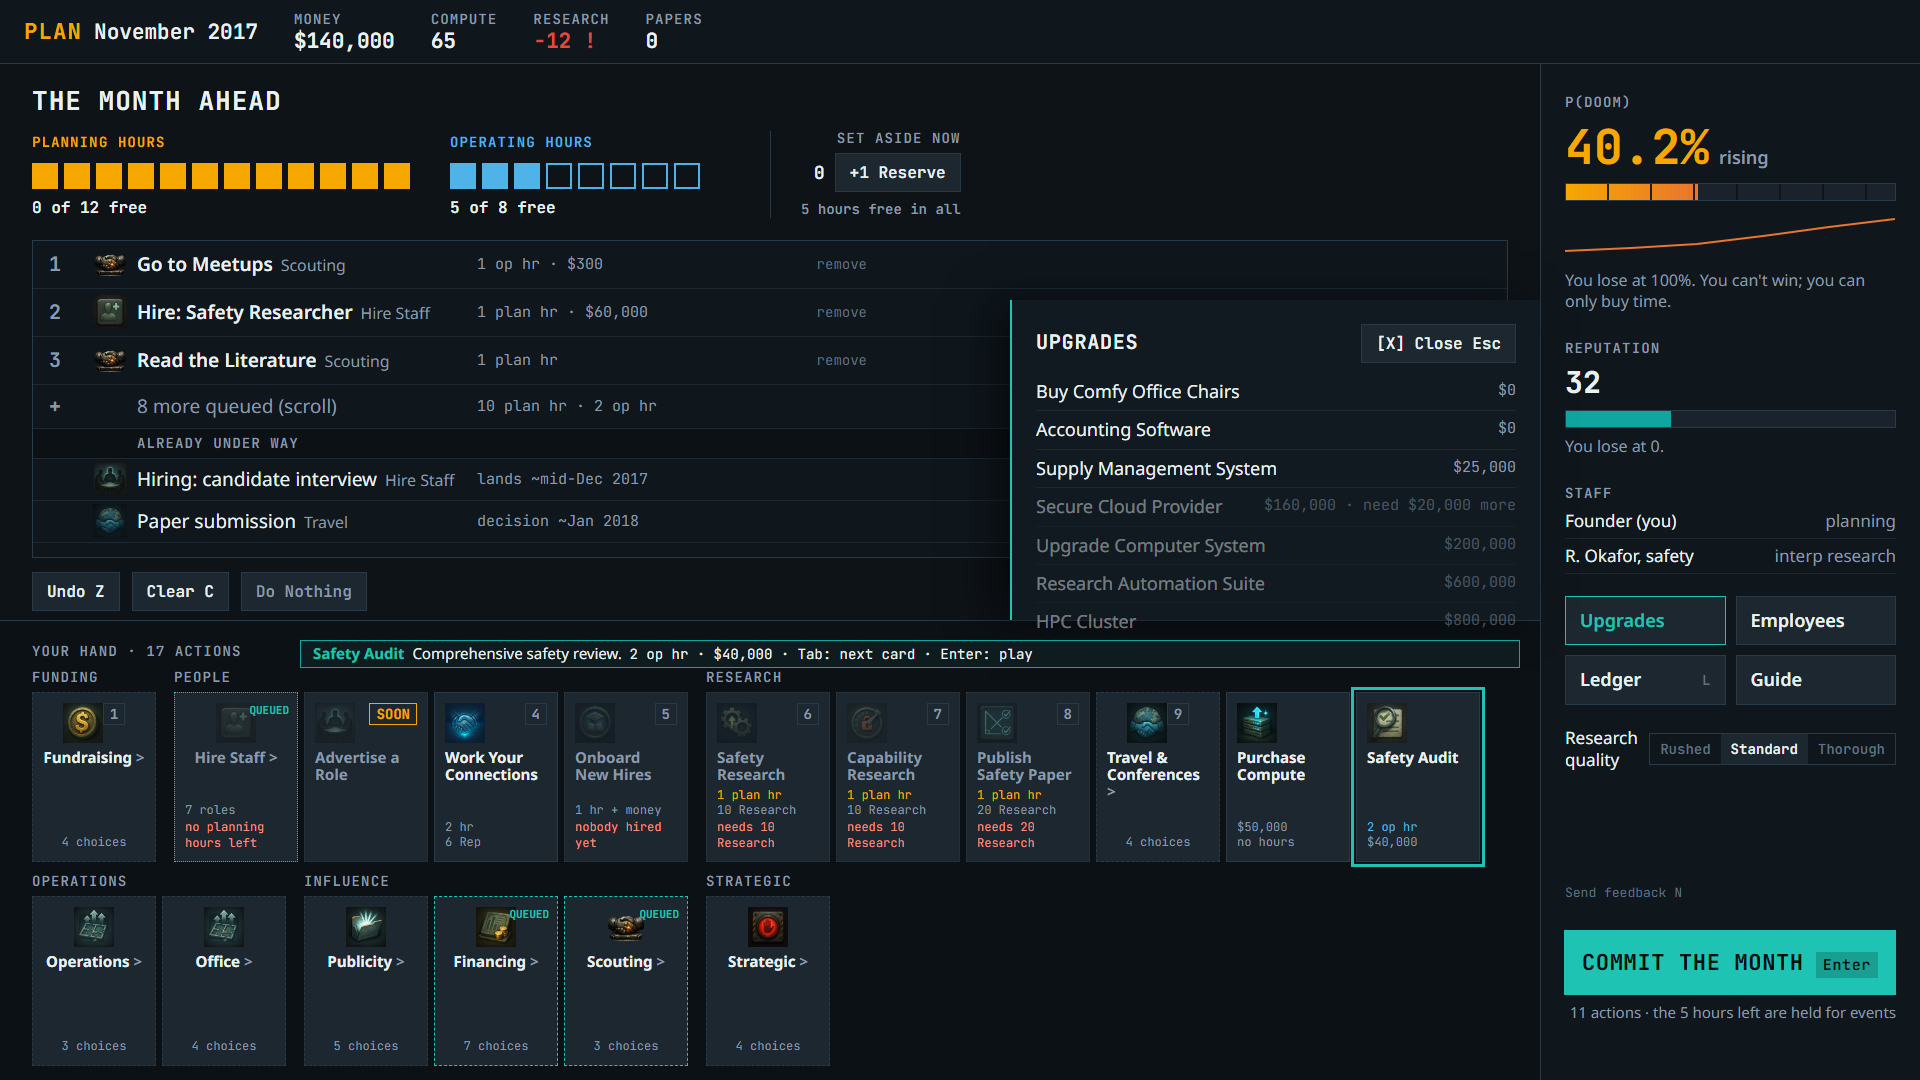 PLAN November 2017
MONEY
$140,000
COMPUTE
65
RESEARCH
-12 !
PAPERS
0
THE MONTH AHEAD
PLANNING HOURS
0 of 12 free
OPERATING HOURS
5 of 8 free
SET ASIDE NOW
0 +1 Reserve
5 hours free in all
1 Go to Meetups Scouting 1 op hr · $300 remove
2 Hire: Safety Researcher Hire Staff 1 plan hr · $60,000 remove
3 Read the Literature Scouting 1 plan hr remove
+ 8 more queued (scroll) 10 plan hr · 2 op hr
ALREADY UNDER WAY
Hiring: candidate interview Hire Staff lands ~mid-Dec 2017
Paper submission Travel decision ~Jan 2018
Undo Z Clear C Do Nothing
UPGRADES
[X] Close Esc
Buy Comfy Office Chairs $0
Accounting Software $0
Supply Management System $25,000
Secure Cloud Provider $160,000 · need $20,000 more
Upgrade Computer System $200,000
Research Automation Suite $600,000
HPC Cluster $800,000
YOUR HAND · 17 ACTIONS
Safety Audit Comprehensive safety review. 2 op hr · $40,000 · Tab: next card · Enter: play
FUNDING
1
Fundraising >
4 choices
PEOPLE
QUEUED
Hire Staff >
7 roles
no planning
hours left
SOON
Advertise a
Role
4
Work Your
Connections
2 hr
6 Rep
5
Onboard
New Hires
1 hr + money
nobody hired
yet
RESEARCH
6
Safety
Research
1 plan hr
10 Research
needs 10
Research
7
Capability
Research
1 plan hr
10 Research
needs 10
Research
8
Publish
Safety Paper
1 plan hr
20 Research
needs 20
Research
9
Travel &
Conferences
>
4 choices
Purchase
Compute
$50,000
no hours
Safety Audit
2 op hr
$40,000
OPERATIONS
Operations >
3 choices
Office >
4 choices
INFLUENCE
Publicity >
5 choices
QUEUED
Financing >
7 choices
QUEUED
Scouting >
3 choices
STRATEGIC
Strategic >
4 choices
P(DOOM)
40.2% rising
You lose at 100%. You can't win; you can
only buy time.
REPUTATION
32
You lose at 0.
STAFF
Founder (you) planning
R. Okafor, safety interp research
Upgrades Employees
Ledger L Guide
Research
quality
Rushed Standard Thorough
Send feedback N
COMMIT THE MONTH Enter
11 actions · the 5 hours left are held for events